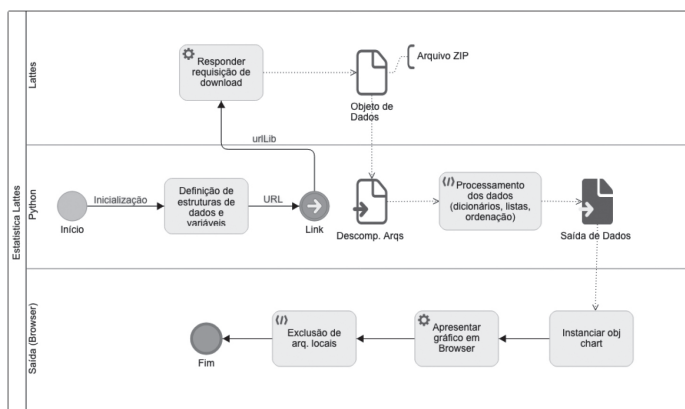 Estatística Lattes
Lattes
Responder
requisição de
download
Arquivo ZIP
Objeto de
Dados
urlLib
Python
Início
Inicialização
Definição de
estruturas de
dados e
variáveis
URL
Link
Descomp. Arqs
Processamento
dos dados
(dicionários, listas,
ordenação)
Saída de Dados
Saída (Browser)
Fim
Exclusão de
arq. locais
Apresentar
gráfico em
Browser
Instanciar obj
chart